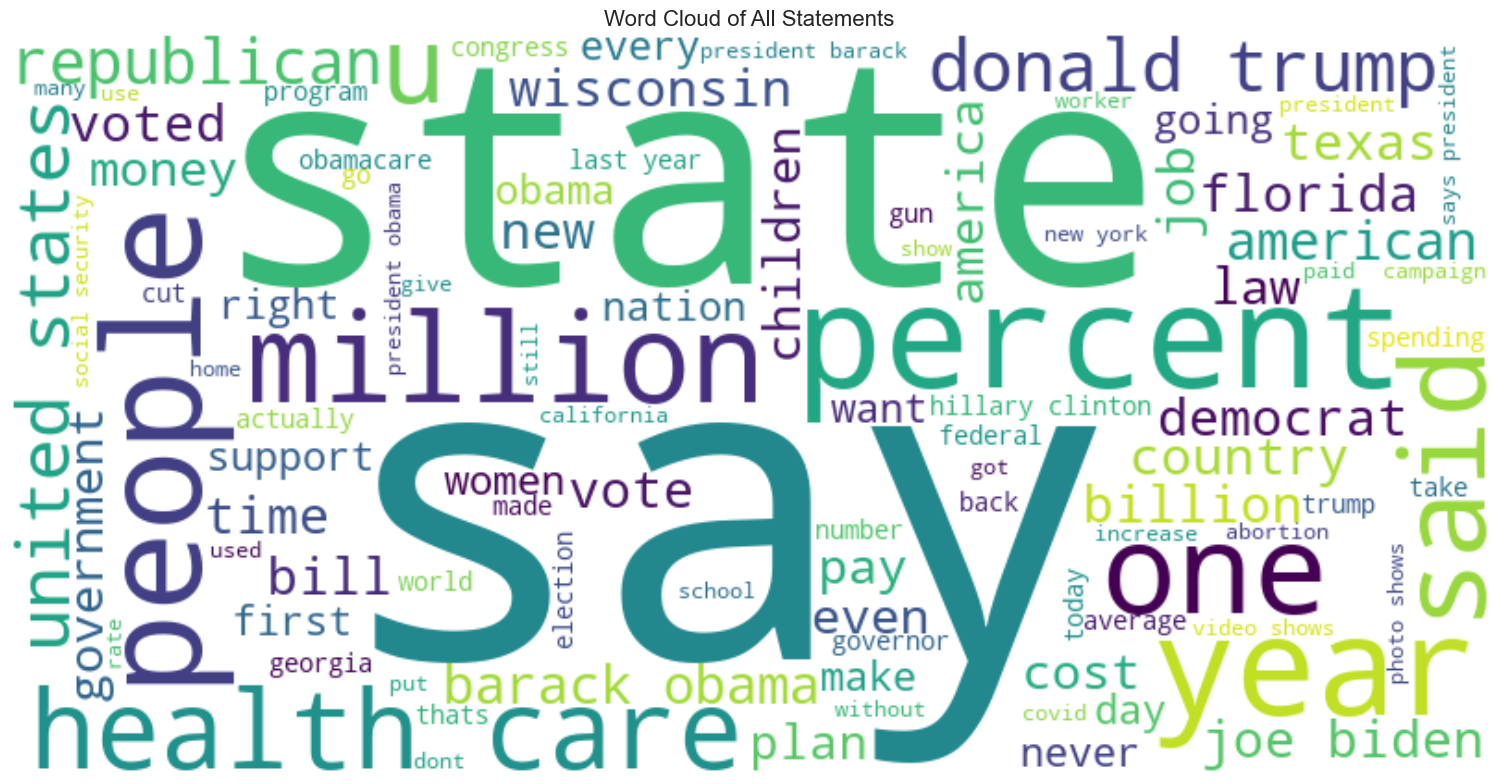 Word Cloud of All Statements
republican
u
congress
every
president barack
donald trump
many
use
program
wisconsin
worker
president
voted
going
texas
money
obamacare
go
last year
obama
new
children
gun
show
america
new york
job
florida
american
says president
united states
social security
people
cut
right
president obama
give
nation
state
law
paid
campaign
home
million
still
percent
spending
said
actually
california
want
hillary clinton
federal
democrat
government
support
say
women
made
vote
got
back
country
billion
trump
take
time
used
bill
world
election
school
number
pay
increase
abortion
one
first
even
governor
today
average
video shows
photo shows
rate
georgia
put
barack obama
make
cost
year
health care
thats
dont
plan
without
covid
day
never
joe biden